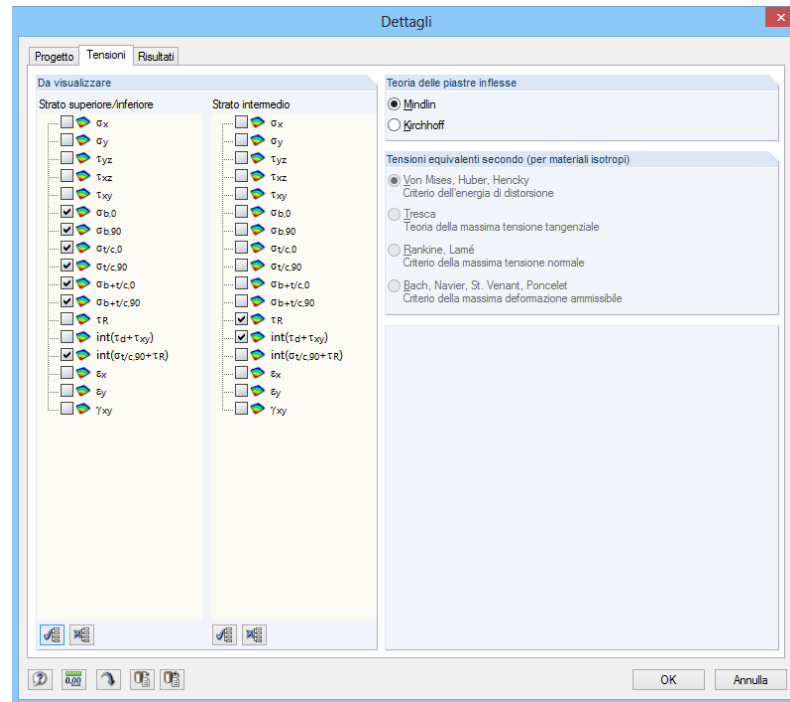 Dettagli
Progetto Tensioni Risultati
Da visualizzare
Strato superiore/inferiore
σx
σy
τyz
τxz
τxy
σb,0
σb,90
σt/c,0
σt/c,90
σb+t/c,0
σb+t/c,90
τR
int(τd+τxy)
int(σt/c,90+τR)
εx
εy
γxy
Strato intermedio
σx
σy
τyz
τxz
τxy
σb,0
σb,90
σt/c,0
σt/c,90
σb+t/c,0
σb+t/c,90
τR
int(τd+τxy)
int(σt/c,90+τR)
εx
εy
γxy
Teoria delle piastre inflesse
Mindlin
Kirchhoff
Tensioni equivalenti secondo (per materiali isotropi)
Von Mises, Huber, Hencky
Criterio dell'energia di distorsione
Tresca
Teoria della massima tensione tangenziale
Rankine, Lamé
Criterio della massima tensione normale
Bach, Navier, St. Venant, Poncelet
Criterio della massima deformazione ammissibile
0,00
OK Annulla